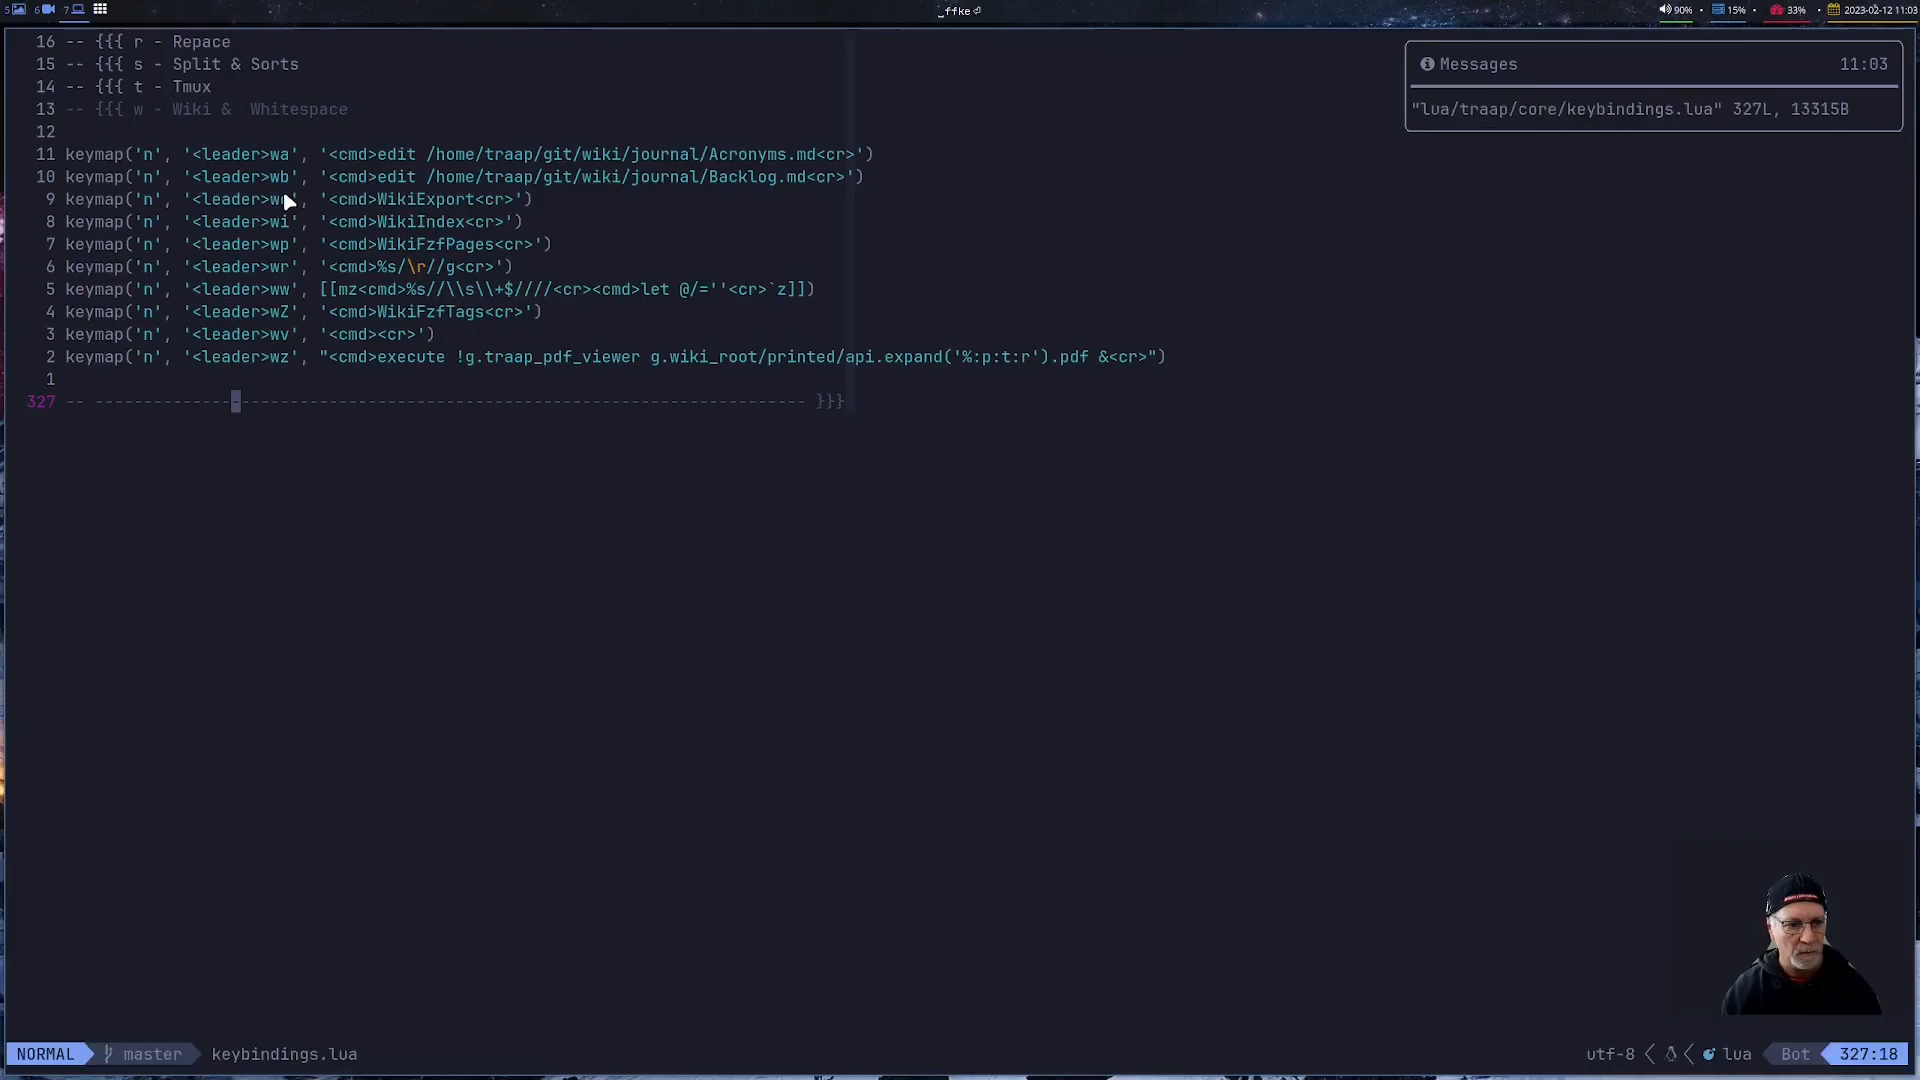 5 6 7
_ffke⏎
90% • 15% • 33% • 2023-02-12 11:03
16 -- {{{ r - Repace
15 -- {{{ s - Split & Sorts
14 -- {{{ t - Tmux
13 -- {{{ w - Wiki &  Whitespace
12
11 keymap('n', '<leader>wa', '<cmd>edit /home/traap/git/wiki/journal/Acronyms.md<cr>')
10 keymap('n', '<leader>wb', '<cmd>edit /home/traap/git/wiki/journal/Backlog.md<cr>')
9 keymap('n', '<leader>w ', '<cmd>WikiExport<cr>')
8 keymap('n', '<leader>wi', '<cmd>WikiIndex<cr>')
7 keymap('n', '<leader>wp', '<cmd>WikiFzfPages<cr>')
6 keymap('n', '<leader>wr', '<cmd>%s/\r//g<cr>')
5 keymap('n', '<leader>ww', [[mz<cmd>%s//\\s\\+$////<cr><cmd>let @/=''<cr>`z]])
4 keymap('n', '<leader>wZ', '<cmd>WikiFzfTags<cr>')
3 keymap('n', '<leader>wv', '<cmd><cr>')
2 keymap('n', '<leader>wz', "<cmd>execute !g.traap_pdf_viewer g.wiki_root/printed/api.expand('%:p:t:r').pdf &<cr>")
1
327 -- ------------------------------------------------------------------------- }}}
Messages 11:03
"lua/traap/core/keybindings.lua" 327L, 13315B
NORMAL master keybindings.lua utf-8 lua Bot 327:18